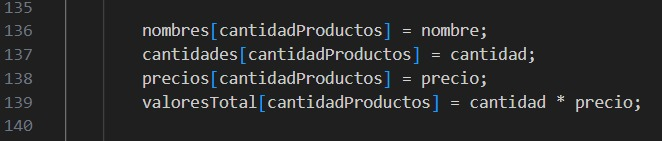 135
136 nombres[cantidadProductos] = nombre;
137 cantidades[cantidadProductos] = cantidad;
138 precios[cantidadProductos] = precio;
139 valoresTotal[cantidadProductos] = cantidad * precio;
140